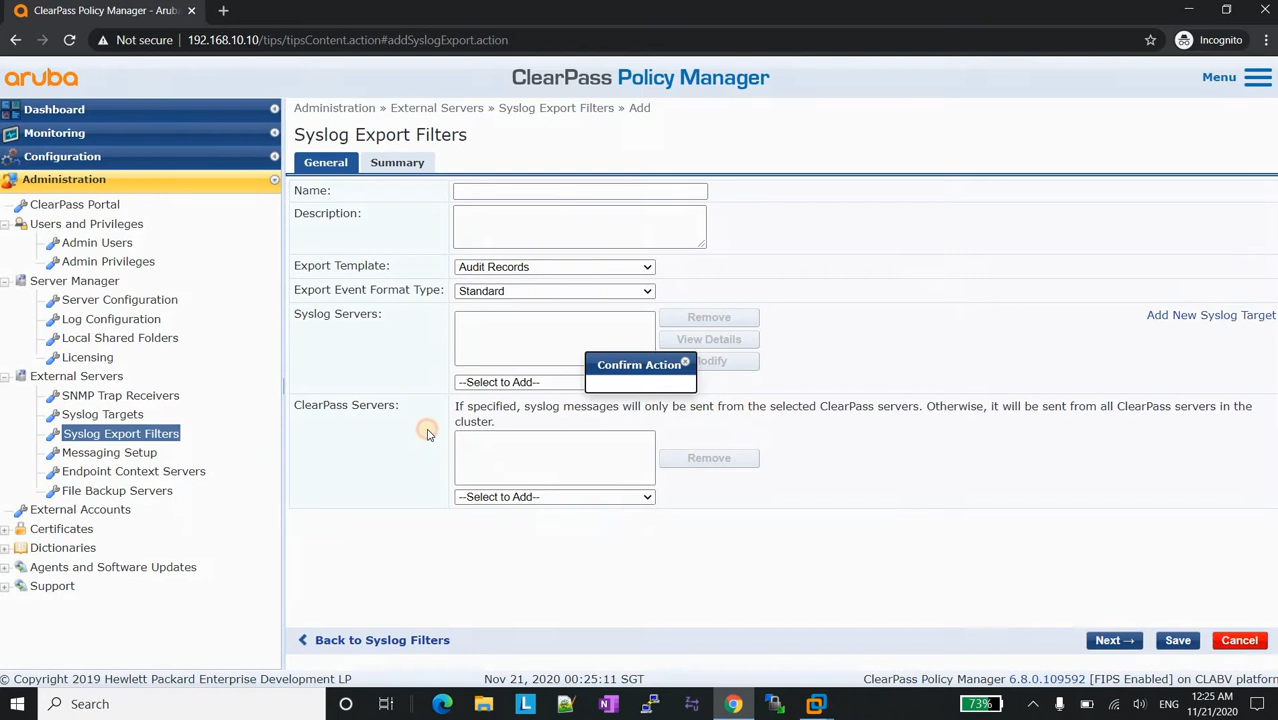 ClearPass Policy Manager - Aruba
Not secure
192.168.10.10/tips/tipsContent.action#addSyslogExport.action
Incognito
aruba
ClearPass Policy Manager
Menu
Dashboard
Monitoring
Configuration
Administration
ClearPass Portal
Users and Privileges
Admin Users
Admin Privileges
Server Manager
Server Configuration
Log Configuration
Local Shared Folders
Licensing
External Servers
SNMP Trap Receivers
Syslog Targets
Syslog Export Filters
Messaging Setup
Endpoint Context Servers
File Backup Servers
External Accounts
Certificates
Dictionaries
Agents and Software Updates
Support
Administration » External Servers » Syslog Export Filters » Add
Syslog Export Filters
General
Summary
Name:
Description:
Export Template:
Audit Records
Export Event Format Type:
Standard
Syslog Servers:
Remove
View Details
Modify
Add New Syslog Target
--Select to Add--
Confirm Action
ClearPass Servers:
If specified, syslog messages will only be sent from the selected ClearPass servers. Otherwise, it will be sent from all ClearPass servers in the
cluster.
Remove
--Select to Add--
Back to Syslog Filters
Next →
Save
Cancel
© Copyright 2019 Hewlett Packard Enterprise Development LP
Nov 21, 2020 00:25:11 SGT
ClearPass Policy Manager 6.8.0.109592 [FIPS Enabled] on CLABV platform
Search
73%
ENG
12:25 AM
11/21/2020